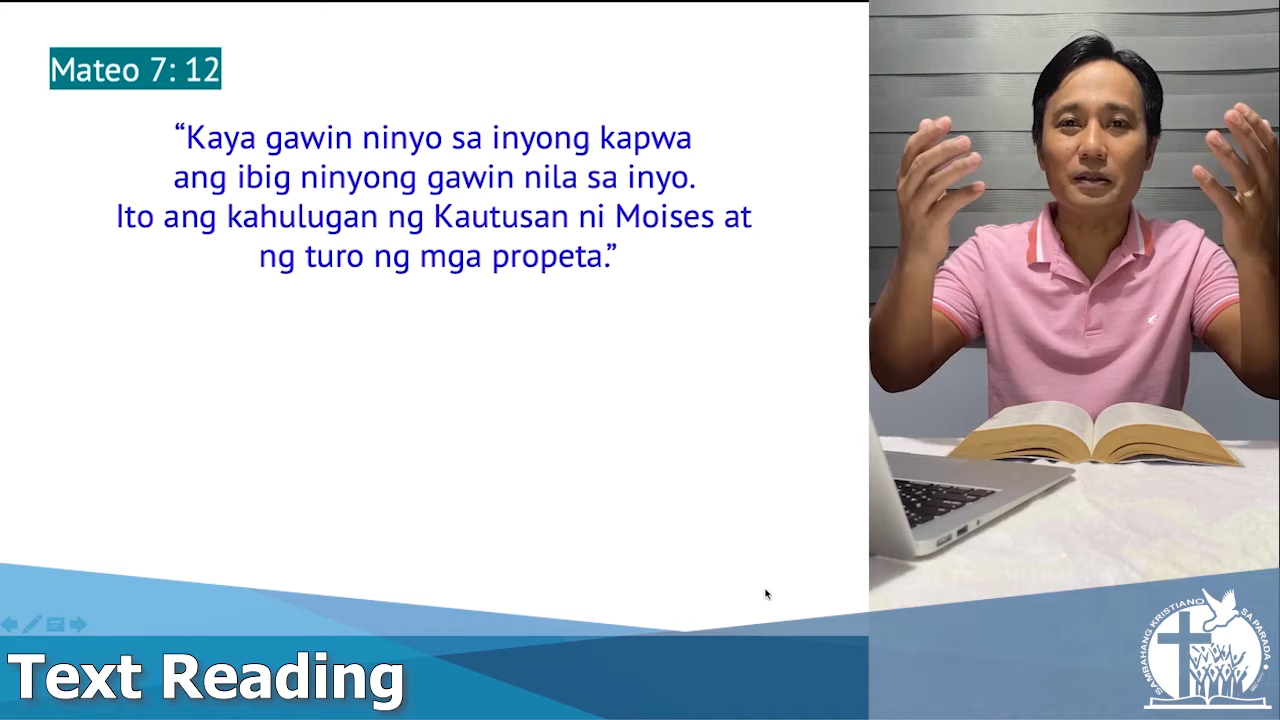 Mateo 7: 12
“Kaya gawin ninyo sa inyong kapwa
ang ibig ninyong gawin nila sa inyo.
Ito ang kahulugan ng Kautusan ni Moises at
ng turo ng mga propeta.”
Text Reading
SAMBAHANG KRISTIANO SA PARADA